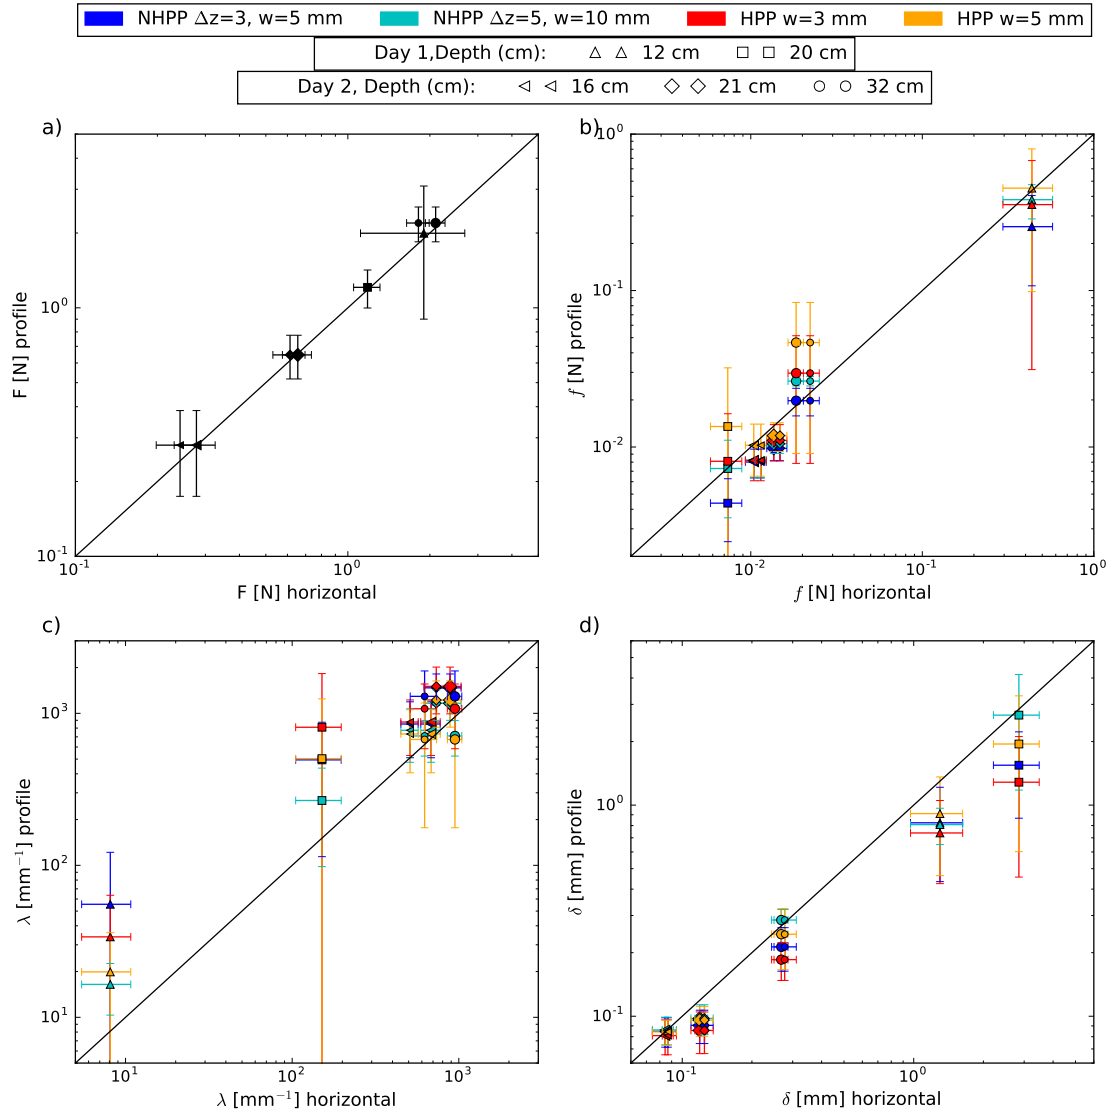 NHPP Δz=3, w=5 mm NHPP Δz=5, w=10 mm HPP w=3 mm HPP w=5 mm
Day 1,Depth (cm): 12 cm 20 cm
Day 2, Depth (cm): 16 cm 21 cm 32 cm
a)
F [N] profile
10⁰
10⁻¹
10⁻¹ 10⁰
F [N] horizontal
b)
f [N] profile
10⁰
10⁻¹
10⁻²
10⁻² 10⁻¹ 10⁰
f [N] horizontal
c)
λ [mm⁻¹] profile
10³
10²
10¹
10¹ 10² 10³
λ [mm⁻¹] horizontal
d)
δ [mm] profile
10⁰
10⁻¹
10⁻¹ 10⁰
δ [mm] horizontal